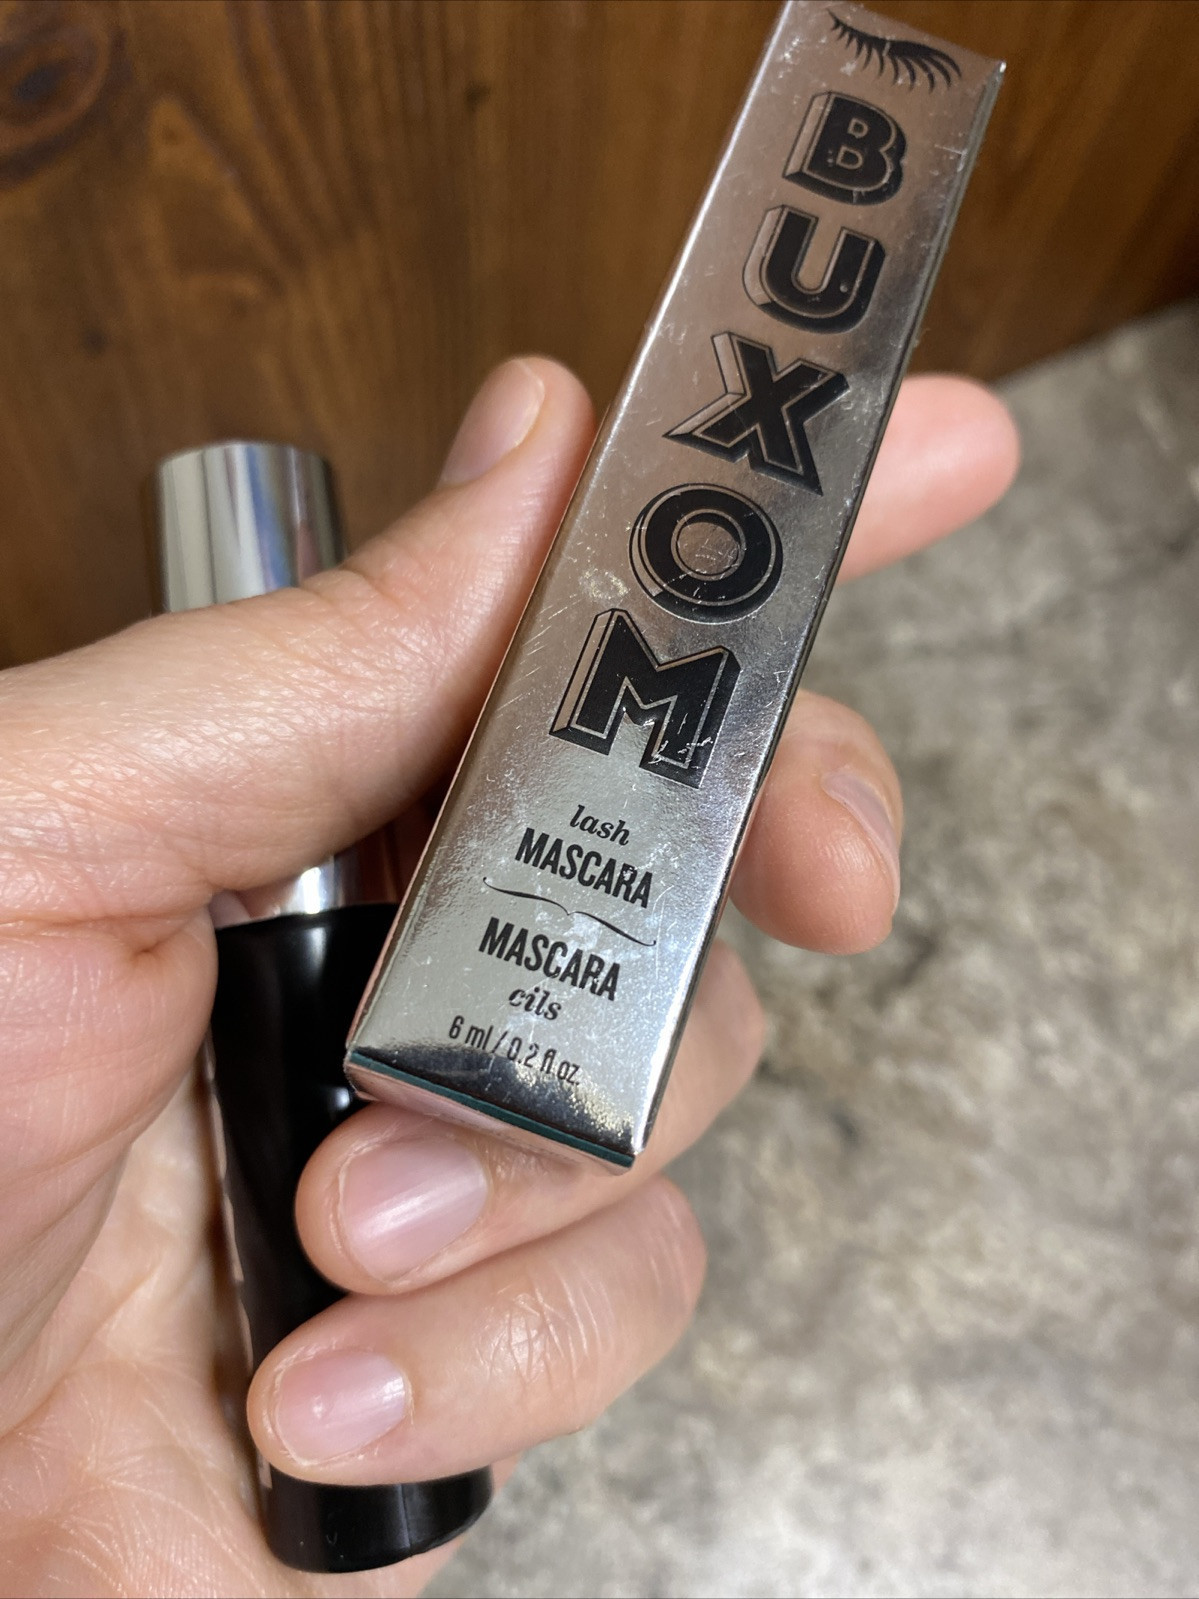 BUXOM
lash
MASCARA
MASCARA
cils
6 ml / 0.2 fl oz.